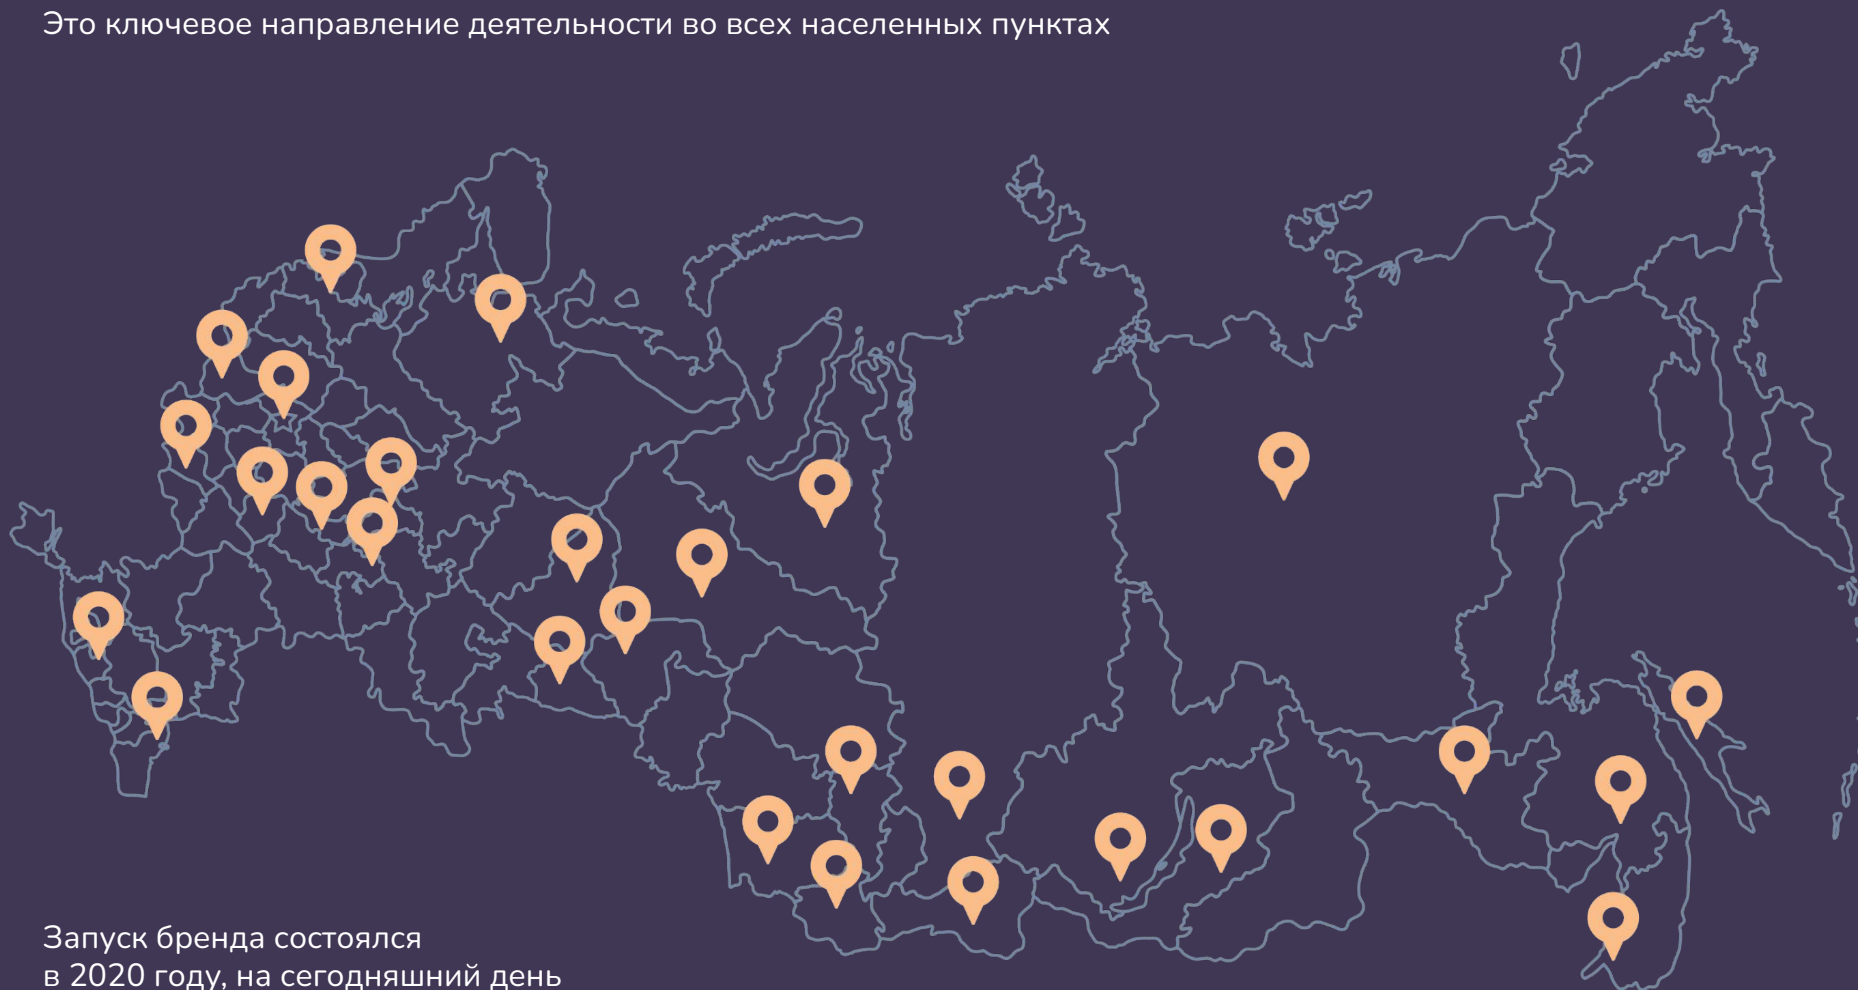 Это ключевое направление деятельности во всех населенных пунктах
Запуск бренда состоялся
в 2020 году, на сегодняшний день